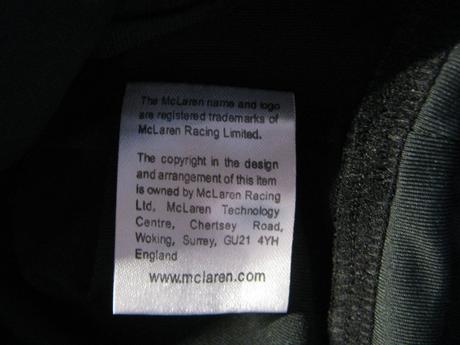 The McLaren name and logo
are registered trademarks of
McLaren Racing Limited.
The copyright in the design
and arrangement of this item
is owned by McLaren Racing
Ltd, McLaren Technology
Centre, Chertsey Road,
Woking, Surrey, GU21 4YH
England
www.mclaren.com